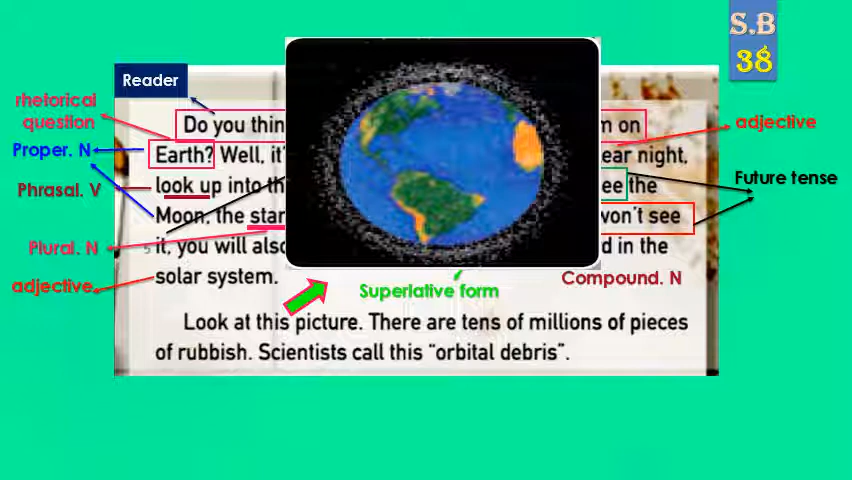 S.B
38
Reader
rhetorical
question
Proper. N
Phrasal. V
Plural. N
adjective
Do you thin
m on
Earth? Well, it'
ear night,
look up into th
ee the
Moon, the star
won't see
5
it, you will also
d in the
solar system.
adjective
Future tense
Superlative form
Compound. N
Look at this picture. There are tens of millions of pieces
of rubbish. Scientists call this "orbital debris".